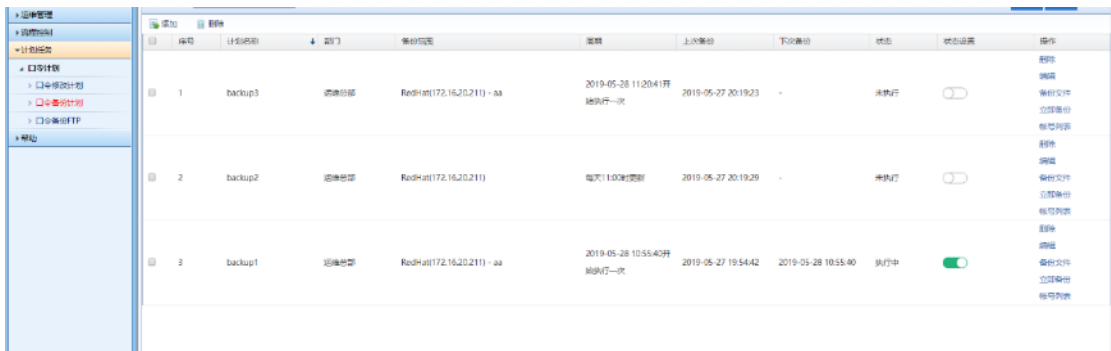 运维管理
流程控制
计划任务
口令计划
口令修改计划
口令备份计划
口令备份FTP
帮助
添加 删除
序号 计划名称 部门 备份范围 周期 上次备份 下次备份 状态 状态设置 操作
1 backup3 运维总部 RedHat(172.16.20.211) - aa 2019-05-28 11:20:41开始执行一次 2019-05-27 20:19:23 - 未执行
删除
编辑
备份文件
立即备份
帐号列表
2 backup2 运维总部 RedHat(172.16.20.211) 每天11:00时更新 2019-05-27 20:19:29 - 未执行
删除
编辑
备份文件
立即备份
帐号列表
3 backup1 运维总部 RedHat(172.16.20.211) - aa 2019-05-28 10:55:40开始执行一次 2019-05-27 19:54:42 2019-05-28 10:55:40 执行中
删除
编辑
备份文件
立即备份
帐号列表